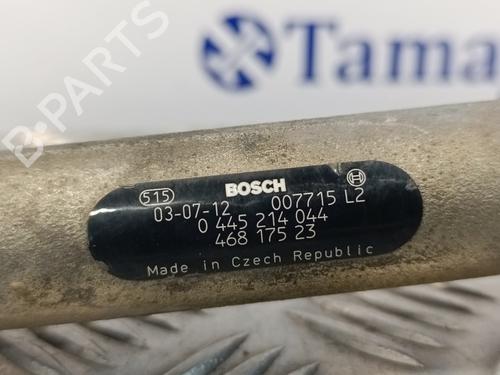 Tama
B-PARTS
515
BOSCH
03-07-12 007715 L2
0 445 214 044
468 175 23
Made in Czech Republic